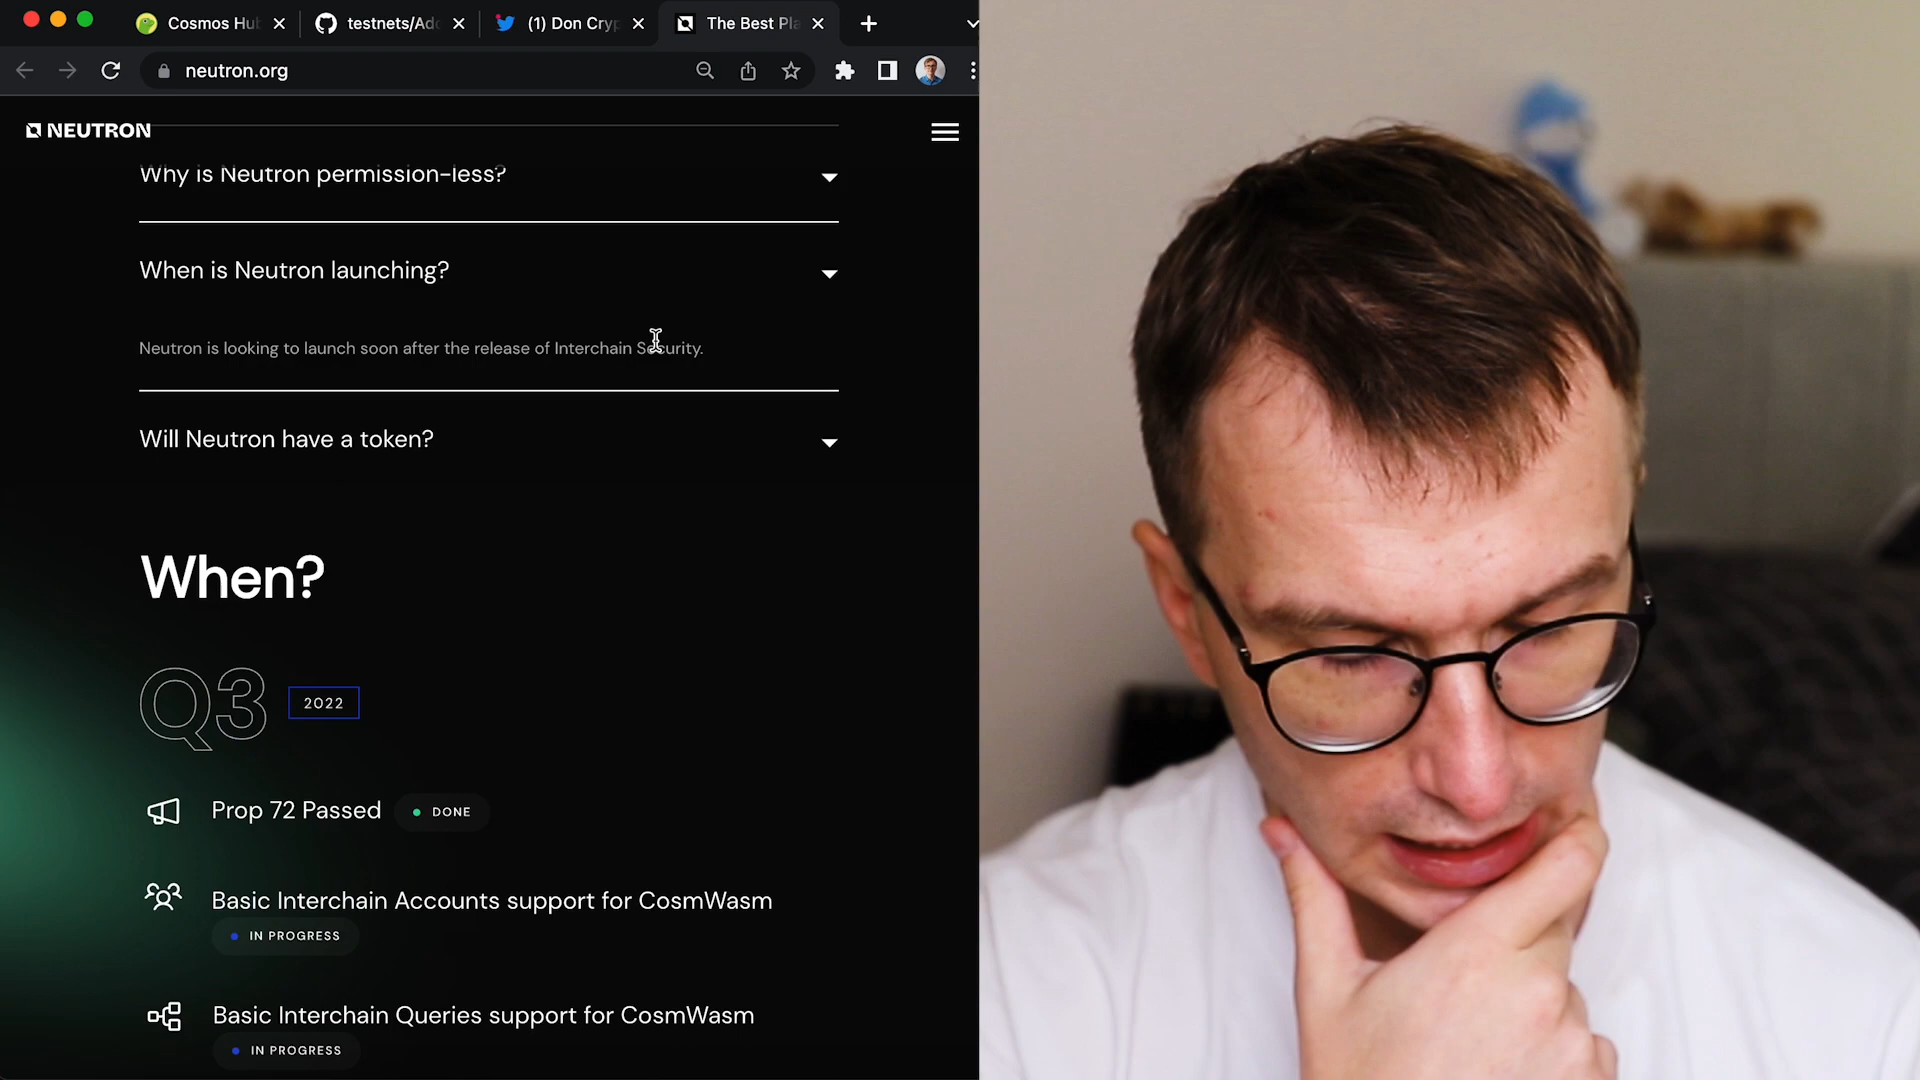 Cosmos Hu
testnets/Ad
(1) Don Cryp
The Best Pla
neutron.org
NEUTRON
Why is Neutron permission-less?
When is Neutron launching?
Neutron is looking to launch soon after the release of Interchain Security.
Will Neutron have a token?
When?
Q3
2022
Prop 72 Passed
DONE
Basic Interchain Accounts support for CosmWasm
IN PROGRESS
Basic Interchain Queries support for CosmWasm
IN PROGRESS